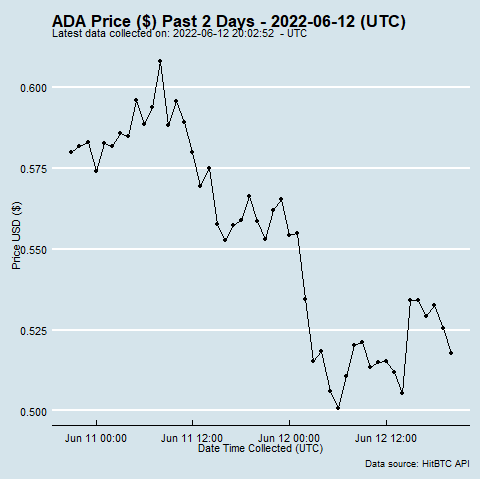 ADA Price ($) Past 2 Days - 2022-06-12 (UTC)
Latest data collected on: 2022-06-12 20:02:52 - UTC
0.600
0.575
0.550
0.525
0.500
Price USD ($)
Jun 11 00:00 Jun 11 12:00 Jun 12 00:00 Jun 12 12:00
Date Time Collected (UTC)
Data source: HitBTC API